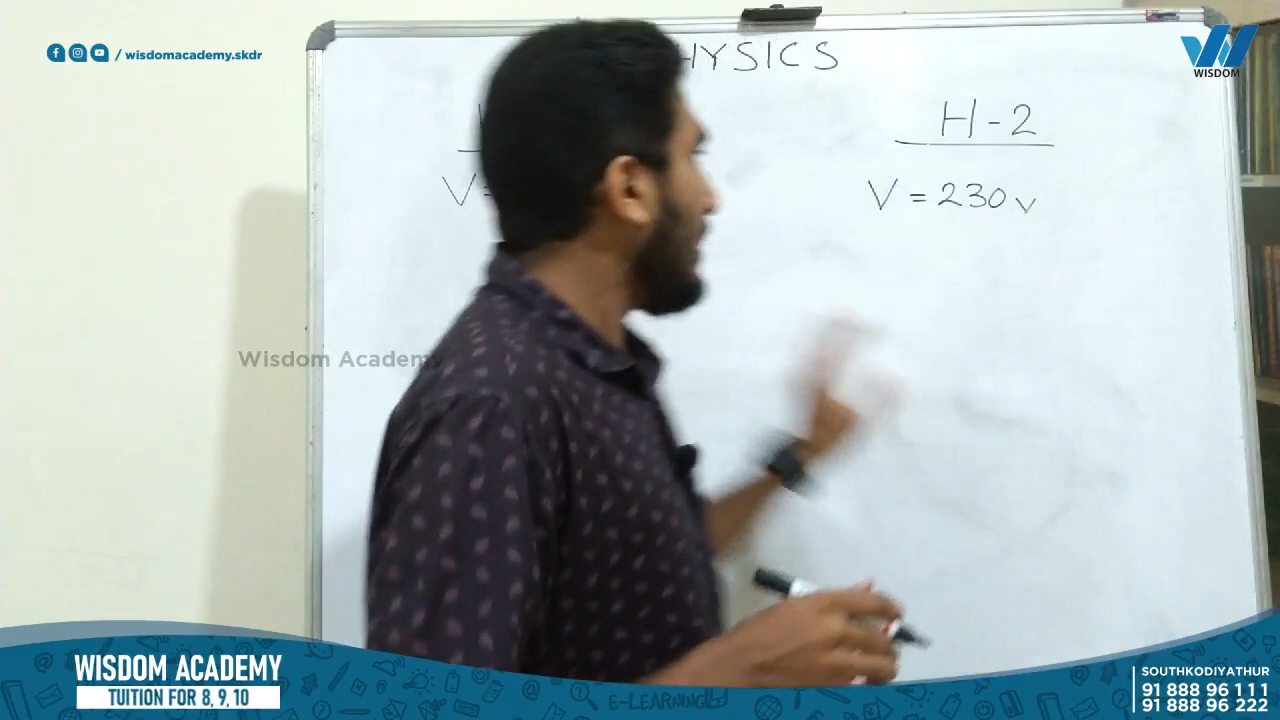 / wisdomacademy.skdr
WISDOM
HYSICS
H-2
V =
V = 230 v
Wisdom Academy
WISDOM ACADEMY
TUITION FOR 8, 9, 10
E-LEARNING
SOUTHKODIYATHUR
91 888 96 111
91 888 96 222